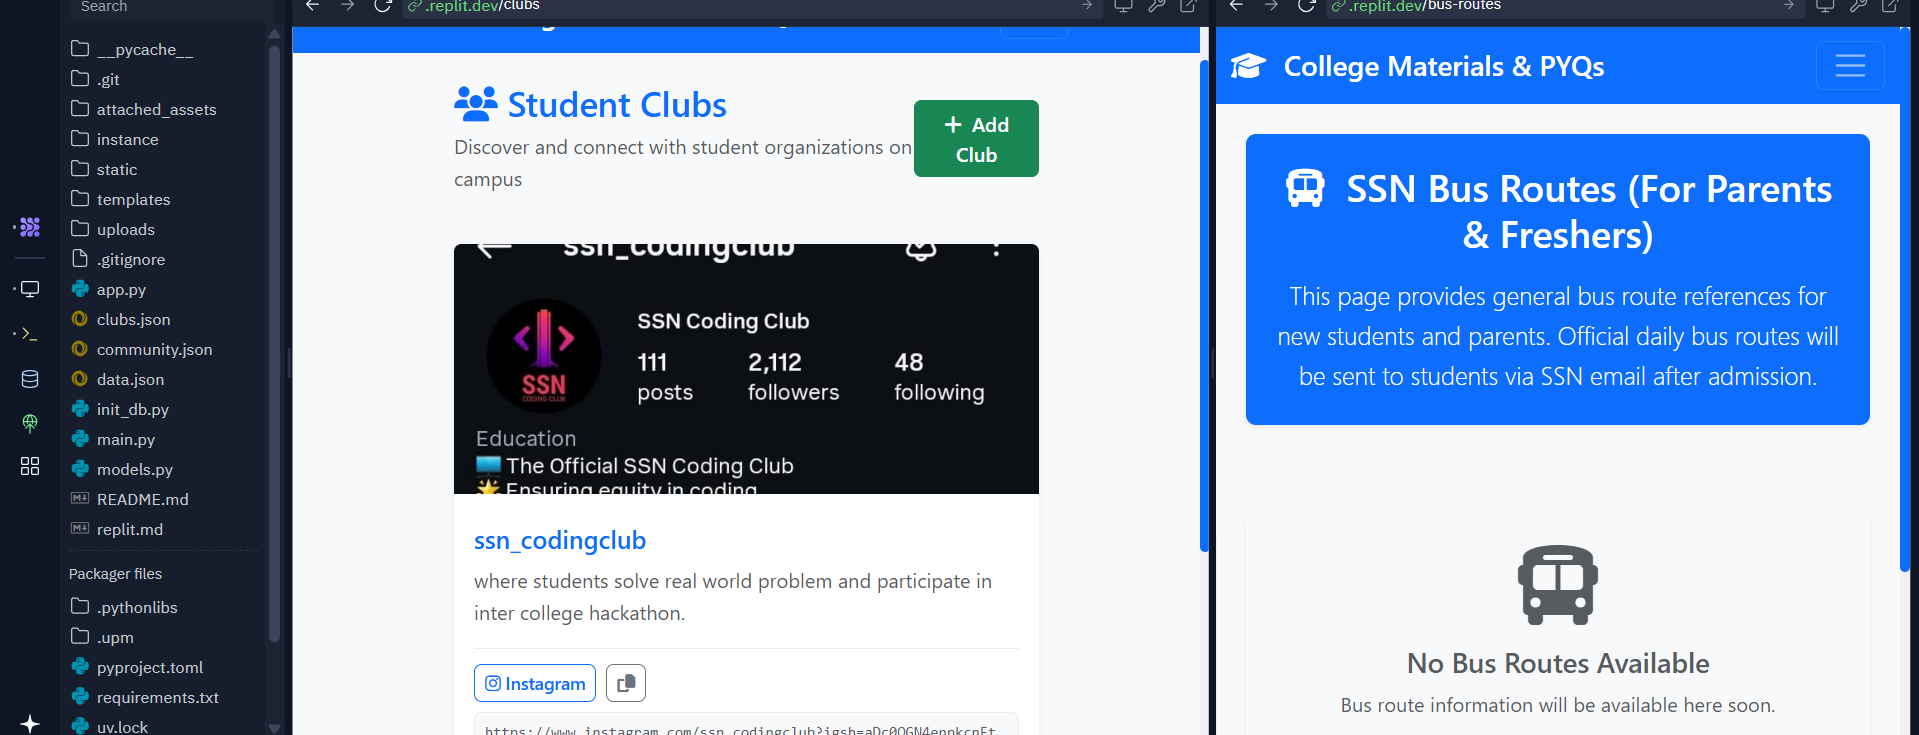 Search
__pycache__
.git
attached_assets
instance
static
templates
uploads
.gitignore
app.py
clubs.json
community.json
data.json
init_db.py
main.py
models.py
README.md
replit.md
Packager files
.pythonlibs
.upm
pyproject.toml
requirements.txt
uv.lock
.replit.dev/clubs
Student Clubs
Discover and connect with student organizations on
campus
+ Add
Club
ssn_codingclub
SSN Coding Club
111
posts
2,112
followers
48
following
SSN
CODING CLUB
Education
The Official SSN Coding Club
Ensuring equity in coding
ssn_codingclub
where students solve real world problem and participate in
inter college hackathon.
Instagram
.replit.dev/bus-routes
College Materials & PYQs
SSN Bus Routes (For Parents
& Freshers)
This page provides general bus route references for
new students and parents. Official daily bus routes will
be sent to students via SSN email after admission.
No Bus Routes Available
Bus route information will be available here soon.